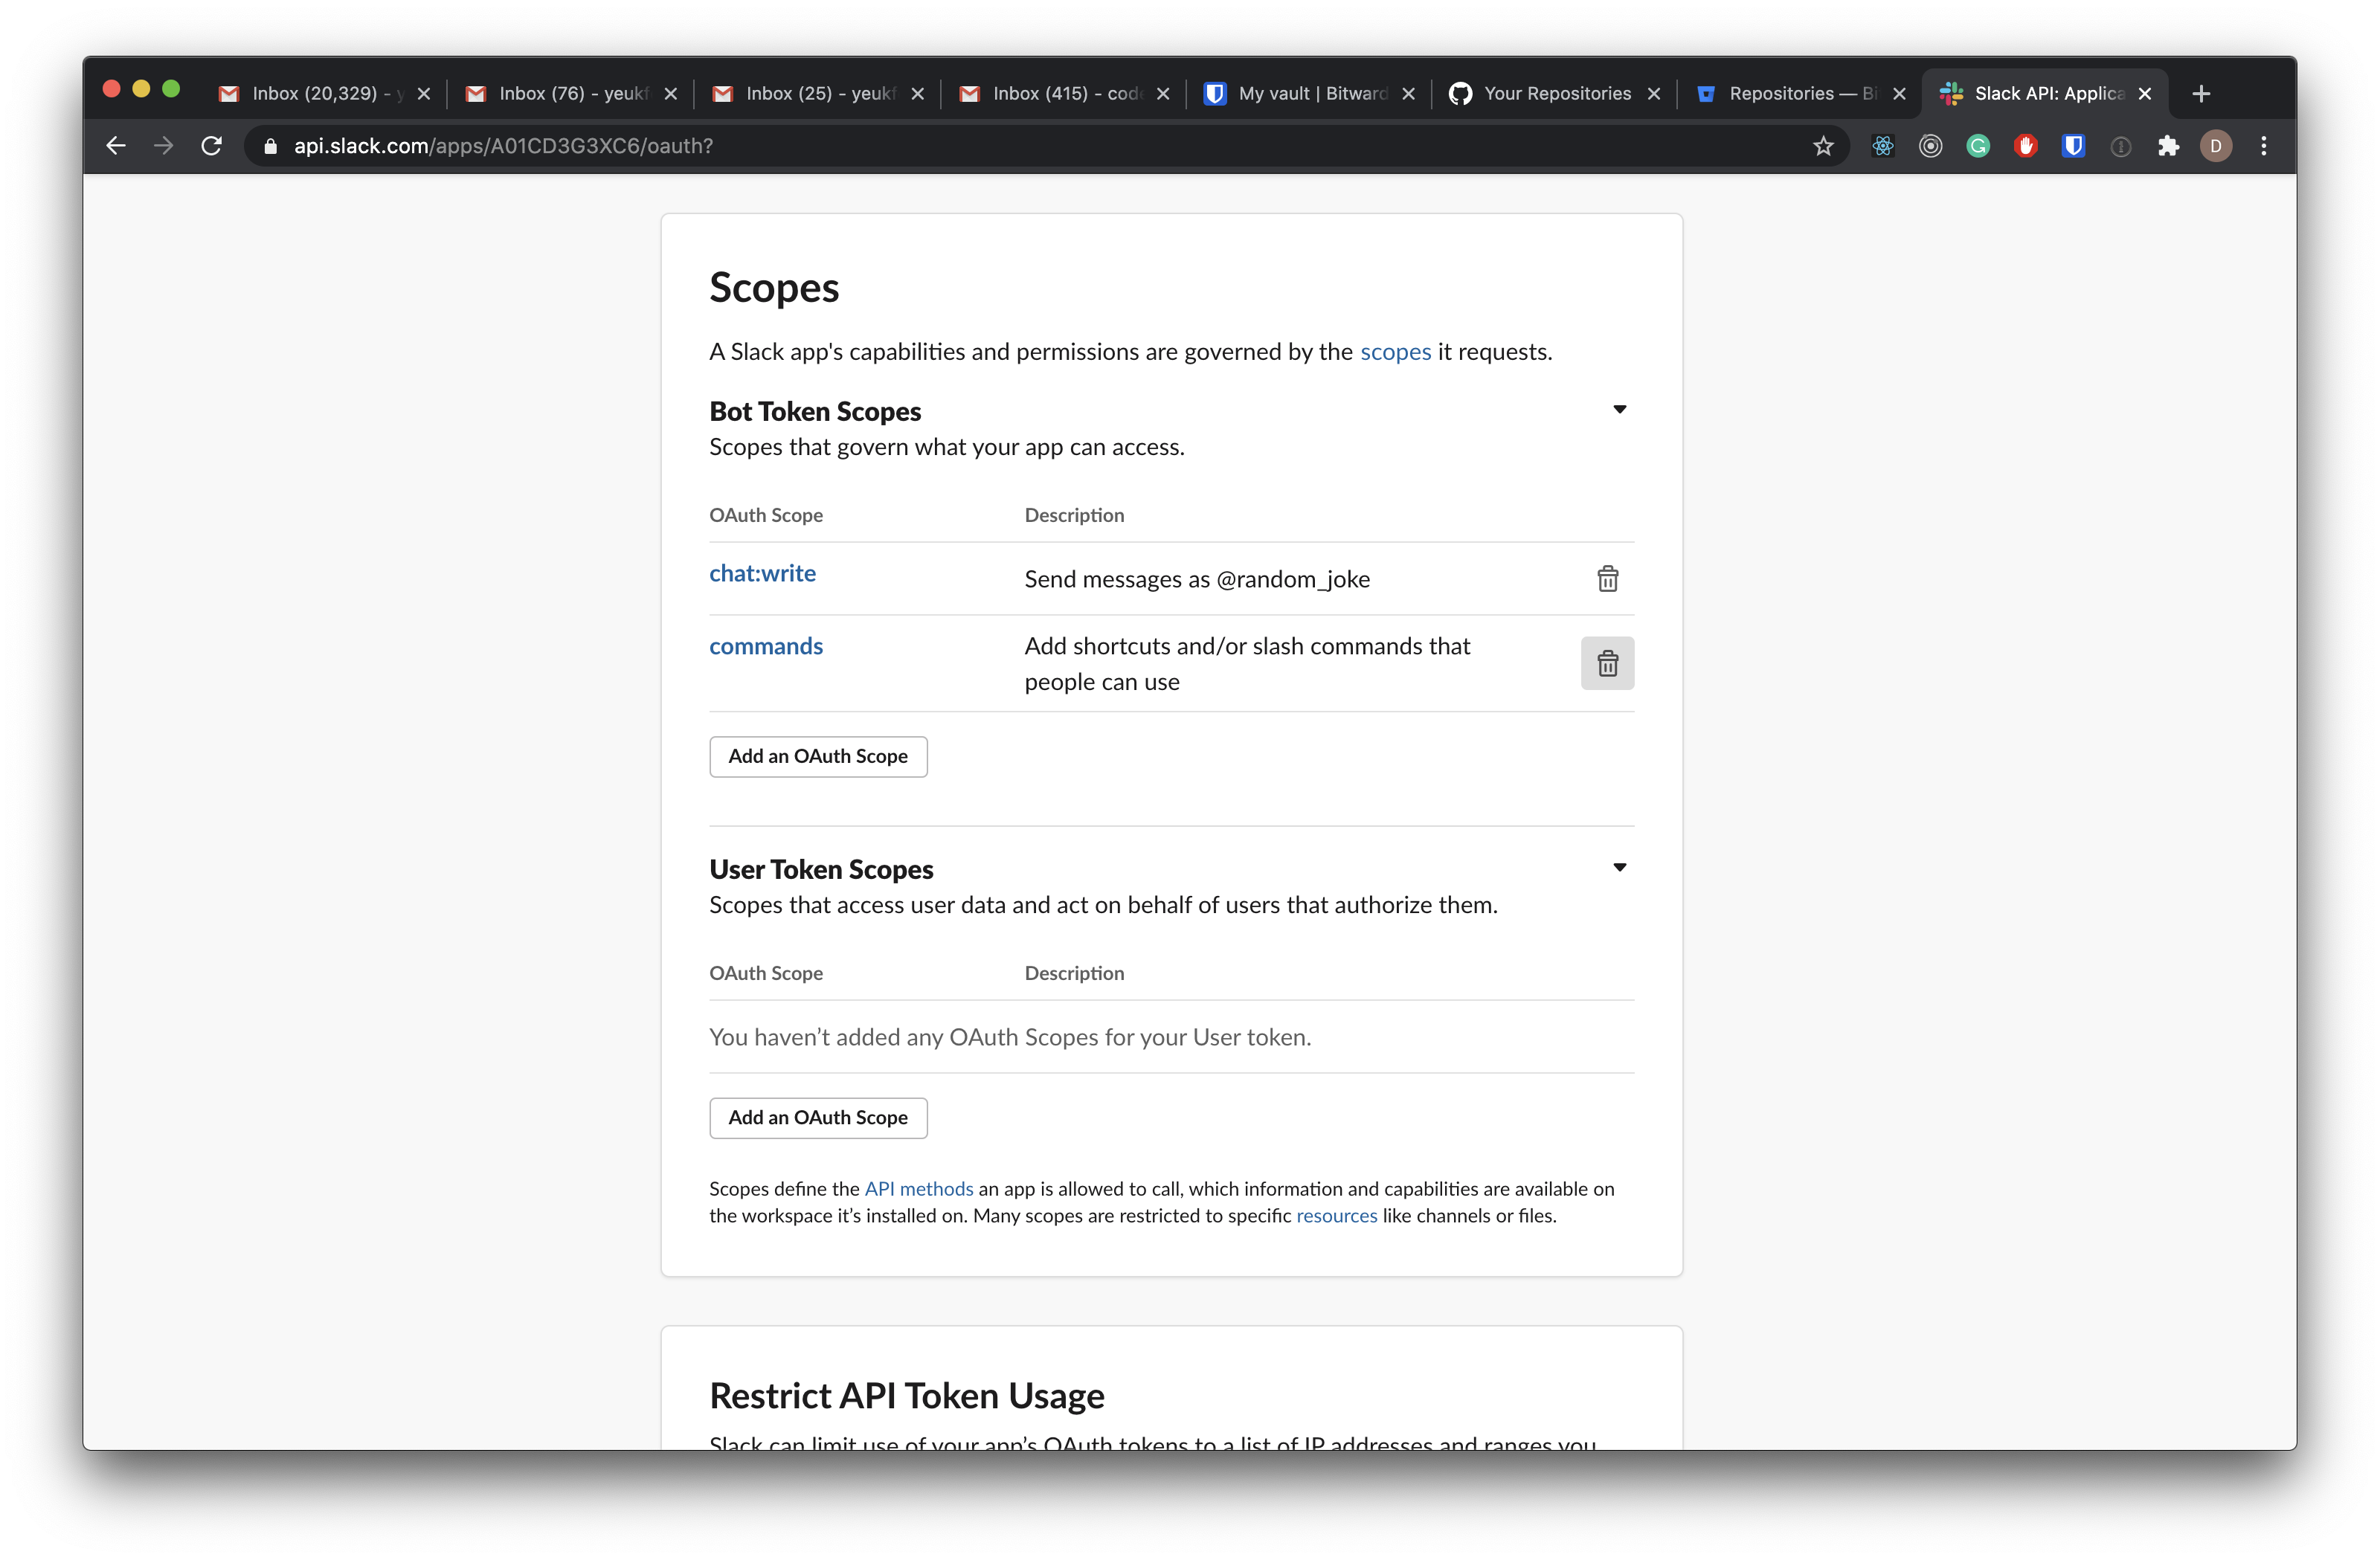 Inbox (20,329) - y
Inbox (76) - yeukf
Inbox (25) - yeukf
Inbox (415) - code
My vault | Bitward
Your Repositories
Repositories — Bi
Slack API: Applica
api.slack.com/apps/A01CD3G3XC6/oauth?
D
Scopes
A Slack app's capabilities and permissions are governed by the scopes it requests.
Bot Token Scopes
Scopes that govern what your app can access.
OAuth Scope Description
chat:write Send messages as @random_joke
commands Add shortcuts and/or slash commands that
people can use
Add an OAuth Scope
User Token Scopes
Scopes that access user data and act on behalf of users that authorize them.
OAuth Scope Description
You haven’t added any OAuth Scopes for your User token.
Add an OAuth Scope
Scopes define the API methods an app is allowed to call, which information and capabilities are available on
the workspace it’s installed on. Many scopes are restricted to specific resources like channels or files.
Restrict API Token Usage
Slack can limit use of your app’s OAuth tokens to a list of IP addresses and ranges you